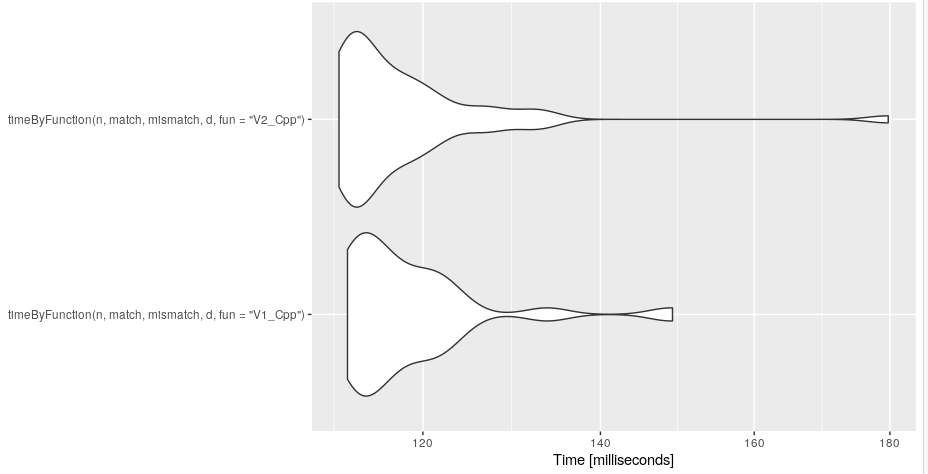 timeByFunction(n, match, mismatch, d, fun = "V2_Cpp")
timeByFunction(n, match, mismatch, d, fun = "V1_Cpp")
120 140 160 180
Time [milliseconds]